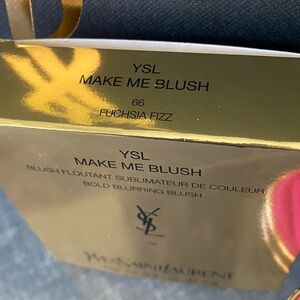 YSL
MAKE ME BLUSH
66
FUCHSIA FIZZ
YSL
MAKE ME BLUSH
BLUSH FLOUTANT SUBLIMATEUR DE COULEUR
BOLD BLURRING BLUSH
YSL
YVESSAINTLAURENT